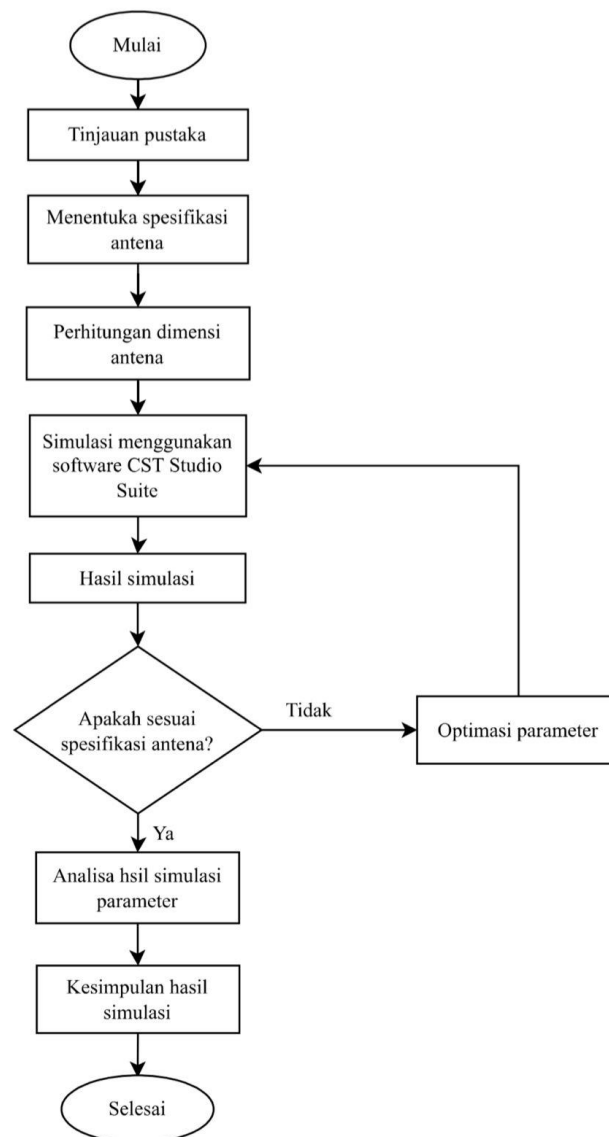 Mulai
Tinjauan pustaka
Menentuka spesifikasi
antena
Perhitungan dimensi
antena
Simulasi menggunakan
software CST Studio
Suite
Hasil simulasi
Apakah sesuai
spesifikasi antena?
Tidak
Optimasi parameter
Ya
Analisa hsil simulasi
parameter
Kesimpulan hasil
simulasi
Selesai